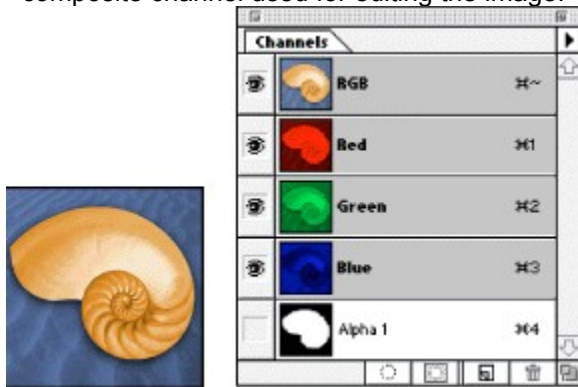 composite channel used for editing the image.
Channels
RGB ⌘~
Red ⌘1
Green ⌘2
Blue ⌘3
Alpha 1 ⌘4